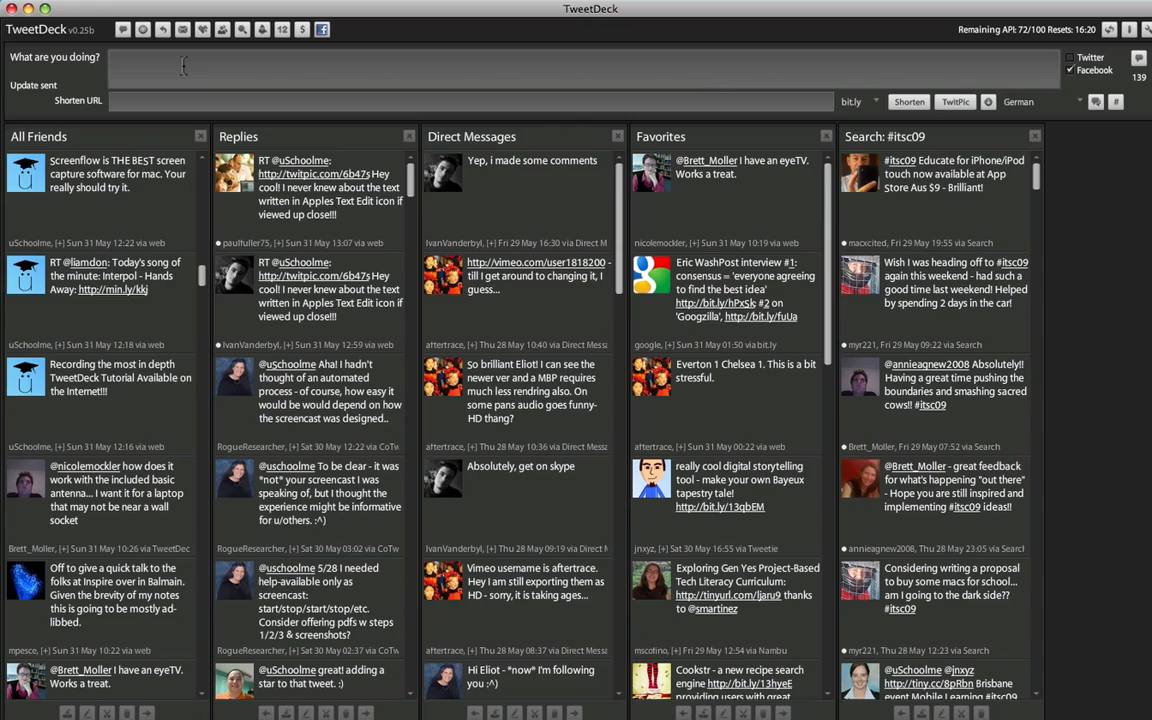 TweetDeck
TweetDeck v0.25b
12
$
f
Remaining API: 72/100 Resets: 16:20
What are you doing?
Twitter
Facebook
139
Update sent
Shorten URL
bit.ly
Shorten
TwitPic
German
#
All Friends
Screenflow is THE BEST screen
capture software for mac. Your
really should try it.
uSchoolme, [+] Sun 31 May 12:22 via web
RT @liamdon: Today's song of
the minute: Interpol - Hands
Away: http://min.ly/kkj
uSchoolme, [+] Sun 31 May 12:18 via web
Recording the most in depth
TweetDeck Tutorial Available on
the Internet!!!
uSchoolme, [+] Sun 31 May 12:16 via web
@nicolemockler how does it
work with the included basic
antenna... I want it for a laptop
that may not be near a wall
socket
Brett_Moller, [+] Sun 31 May 10:26 via TweetDec
Off to give a quick talk to the
folks at Inspire over in Balmain.
Given the brevity of my notes
this is going to be mostly ad-
libbed.
mpesce, [+] Sun 31 May 10:22 via web
@Brett_Moller I have an eyeTV.
Works a treat.
Replies
RT @uSchoolme:
http://twitpic.com/6b47s Hey
cool! I never knew about the text
written in Apples Text Edit icon if
viewed up close!!!
paulfuller75, [+] Sun 31 May 13:07 via web
RT @uSchoolme:
http://twitpic.com/6b47s Hey
cool! I never knew about the text
written in Apples Text Edit icon if
viewed up close!!!
IvanVanderbyl, [+] Sun 31 May 12:59 via web
@uSchoolme Aha! I hadn't
thought of an automated
process - of course, how easy it
would be would depend on how
the screencast was designed..
RogueResearcher, [+] Sat 30 May 12:22 via CoTw
@uschoolme To be clear - it was
*not* your screencast I was
speaking of, but I thought the
experience might be informative
for u/others. :^)
RogueResearcher, [+] Sat 30 May 03:02 via CoTw
@uSchoolme 5/28 I needed
help-available only as
screencast:
start/stop/start/stop/etc.
Consider offering pdfs w steps
1/2/3 & screenshots?
RogueResearcher, [+] Sat 30 May 02:37 via CoTw
@uSchoolme great! adding a
star to that tweet. :)
Direct Messages
Yep, i made some comments
IvanVanderbyl, [+] Fri 29 May 16:30 via Direct M
http://vimeo.com/user1818200 -
till I get around to changing it, I
guess...
aftertrace, [+] Thu 28 May 10:40 via Direct Messa
So brilliant Eliot! I can see the
newer ver and a MBP requires
much less rendring also. On
some pans audio goes funny-
HD thang?
aftertrace, [+] Thu 28 May 10:36 via Direct Messa
Absolutely, get on skype
IvanVanderbyl, [+] Thu 28 May 09:19 via Direct M
Vimeo username is aftertrace.
Hey I am still exporting them as
HD - sorry, it is taking ages...
aftertrace, [+] Thu 28 May 08:37 via Direct Messa
Hi Eliot - *now* I'm following
you :^)
Favorites
@Brett_Moller I have an eyeTV.
Works a treat.
nicolemockler, [+] Sun 31 May 10:19 via web
Eric WashPost interview #1:
consensus = 'everyone agreeing
to find the best idea'
http://bit.ly/hPxSk; #2 on
'Googzilla', http://bit.ly/fuUa
google, [+] Sun 31 May 01:50 via bit.ly
Everton 1 Chelsea 1. This is a bit
stressful.
aftertrace, [+] Sun 31 May 00:22 via web
really cool digital storytelling
tool - make your own Bayeux
tapestry tale!
http://bit.ly/13qbEM
jnxyz, [+] Sat 30 May 16:55 via Tweetie
Exploring Gen Yes Project-Based
Tech Literacy Curriculum:
http://tinyurl.com/ljaru9 thanks
to @smartinez
mscofino, [+] Fri 29 May 12:54 via Nambu
Cookstr - a new recipe search
engine http://bit.ly/13hyeE
providing users with great
Search: #itsc09
#itsc09 Educate for iPhone/iPod
touch now available at App
Store Aus $9 - Brilliant!
macxcited, Fri 29 May 19:55 via Search
Wish I was heading off to #itsc09
again this weekend - had such a
good time last weekend! Helped
by spending 2 days in the car!
myr221, Fri 29 May 09:22 via Search
@annieagnew2008 Absolutely!!
Having a great time pushing the
boundaries and smashing sacred
cows!! #itsc09
Brett_Moller, Fri 29 May 07:52 via Search
@Brett_Moller - great feedback
for what's happening "out there"
- Hope you are still inspired and
implementing #itsc09 ideas!!
annieagnew2008, Thu 28 May 23:05 via Search
Considering writing a proposal
to buy some macs for school...
am I going to the dark side??
#itsc09
myr221, Thu 28 May 12:23 via Search
@uSchoolme @jnxyz
http://tiny.cc/8pRbn Brisbane
event Mobile Learning #itsc09